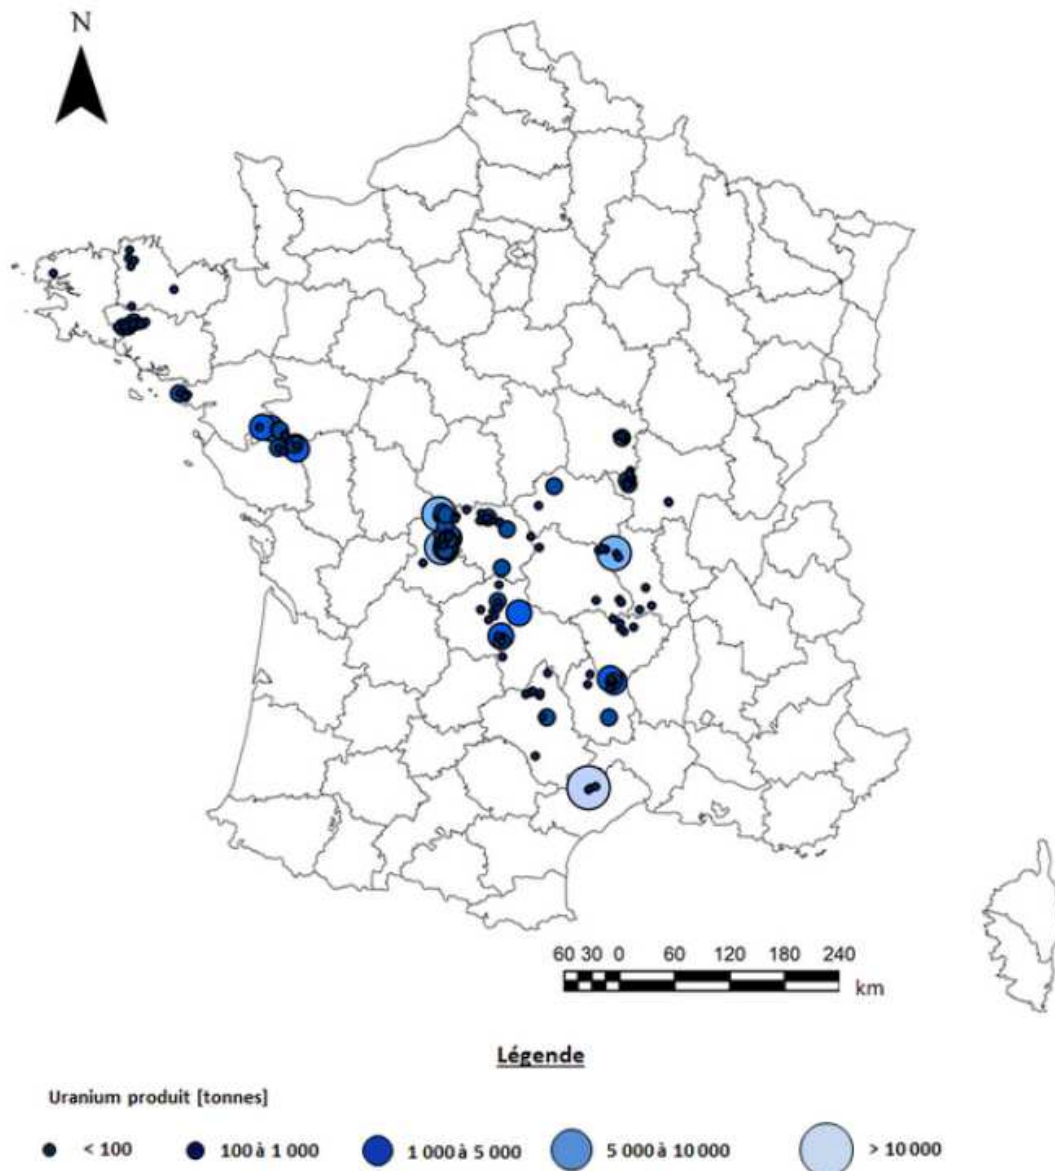 N
60 30 0 60 120 180 240
km
Légende
Uranium produit [tonnes]
< 100 100 à 1 000 1 000 à 5 000 5 000 à 10 000 > 10 000